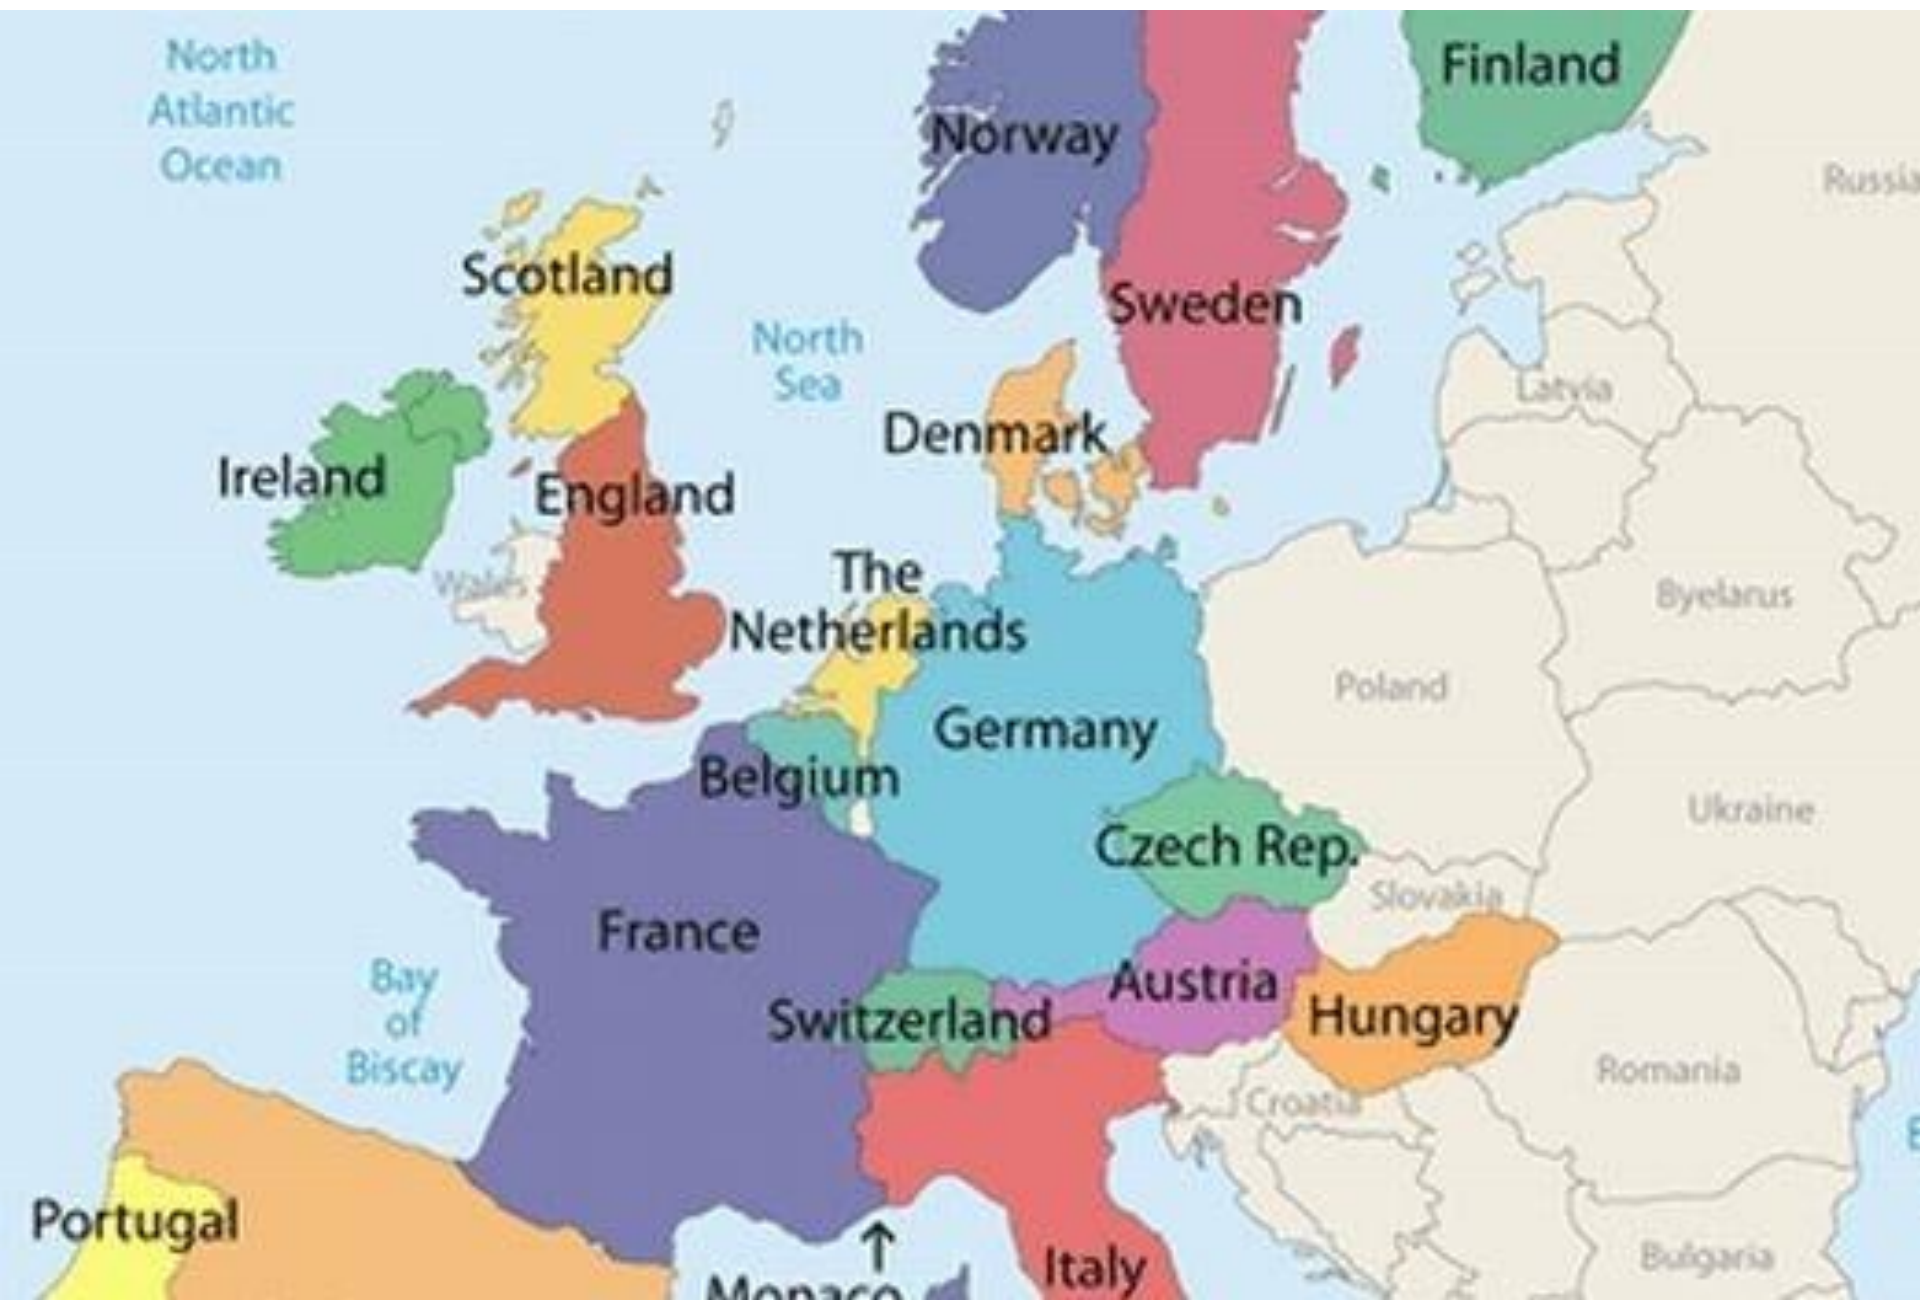 North
Atlantic
Ocean
Finland
Norway
Russia
Scotland
Sweden
North
Sea
Latvia
Denmark
Ireland
England
Wales
The
Netherlands
Byelarus
Poland
Germany
Belgium
Ukraine
Czech Rep.
Slovakia
France
Bay
of
Biscay
Austria
Switzerland
Hungary
Romania
Croatia
Portugal
Bulgaria
Italy
Monaco